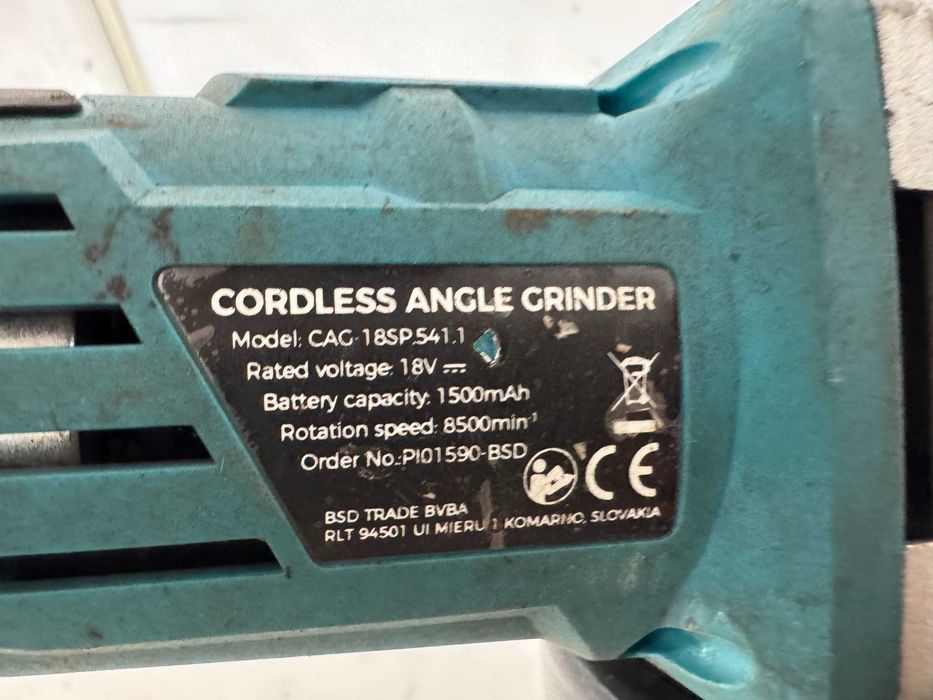 CORDLESS ANGLE GRINDER
Model: CAG-18SP.541.1
Rated voltage: 18V
Battery capacity: 1500mAh
Rotation speed: 8500min⁻¹
Order No.:PI01590-BSD
CE
BSD TRADE BVBA
RLT 94501 UI MIERU 1 KOMARNO, SLOVAKIA